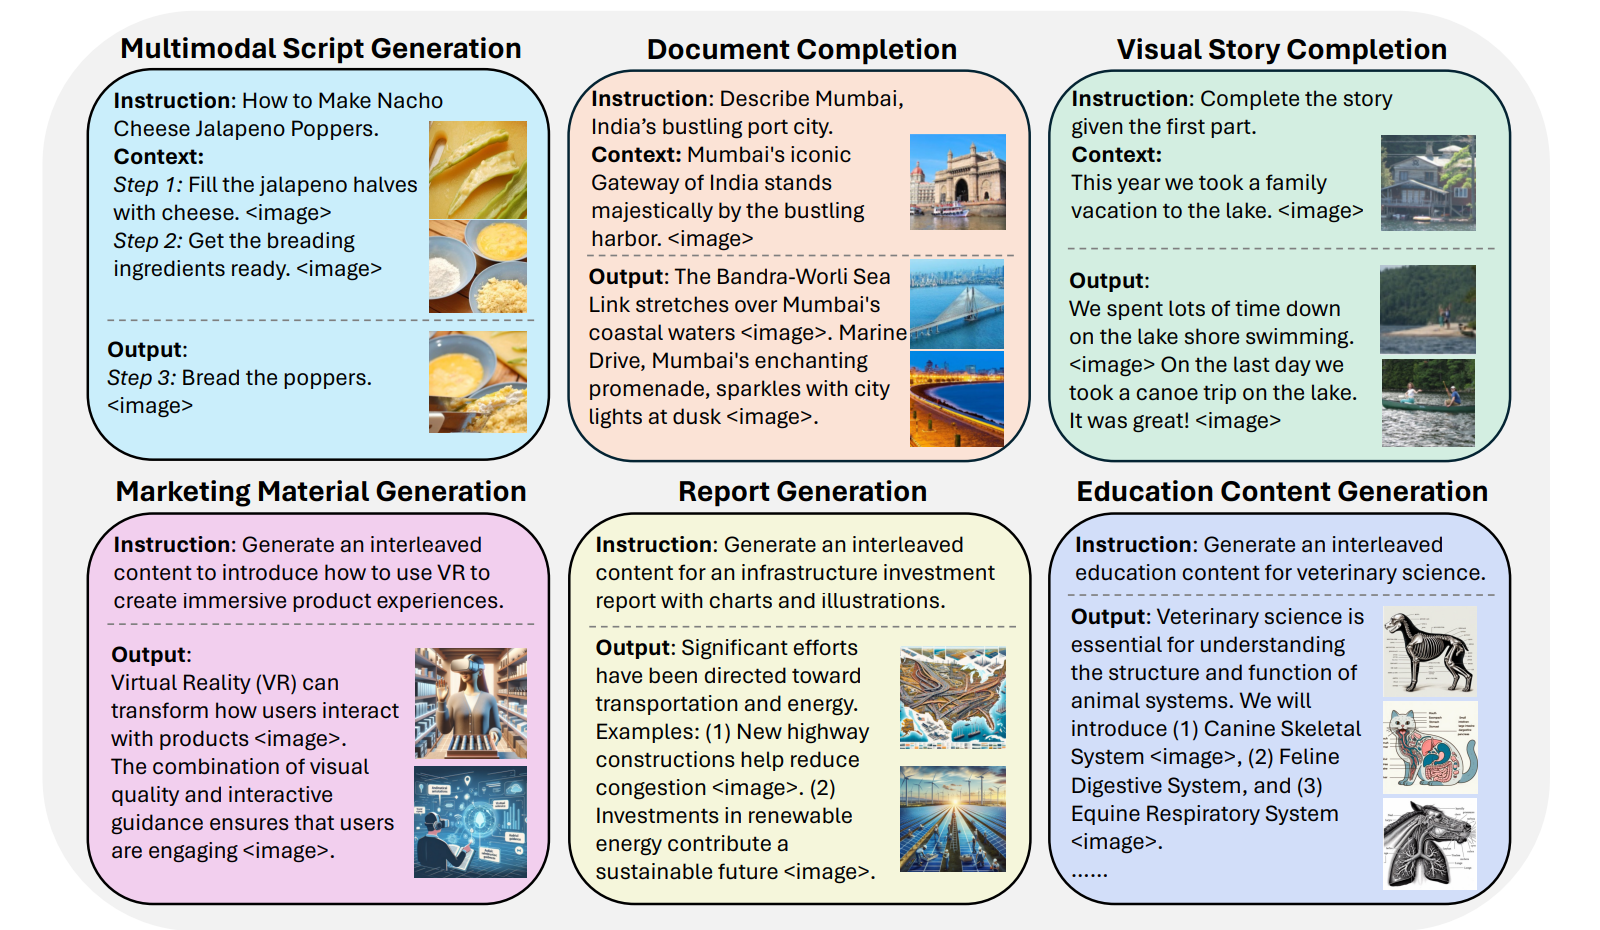 Multimodal Script Generation
Instruction: How to Make Nacho
Cheese Jalapeno Poppers.
Context:
Step 1: Fill the jalapeno halves
with cheese. <image>
Step 2: Get the breading
ingredients ready. <image>
Output:
Step 3: Bread the poppers.
<image>
Document Completion
Instruction: Describe Mumbai,
India’s bustling port city.
Context: Mumbai's iconic
Gateway of India stands
majestically by the bustling
harbor. <image>
Output: The Bandra-Worli Sea
Link stretches over Mumbai's
coastal waters <image>. Marine
Drive, Mumbai's enchanting
promenade, sparkles with city
lights at dusk <image>.
Visual Story Completion
Instruction: Complete the story
given the first part.
Context:
This year we took a family
vacation to the lake. <image>
Output:
We spent lots of time down
on the lake shore swimming.
<image> On the last day we
took a canoe trip on the lake.
It was great! <image>
Marketing Material Generation
Instruction: Generate an interleaved
content to introduce how to use VR to
create immersive product experiences.
Output:
Virtual Reality (VR) can
transform how users interact
with products <image>.
The combination of visual
quality and interactive
guidance ensures that users
are engaging <image>.
Report Generation
Instruction: Generate an interleaved
content for an infrastructure investment
report with charts and illustrations.
Output: Significant efforts
have been directed toward
transportation and energy.
Examples: (1) New highway
constructions help reduce
congestion <image>. (2)
Investments in renewable
energy contribute a
sustainable future <image>.
Education Content Generation
Instruction: Generate an interleaved
education content for veterinary science.
Output: Veterinary science is
essential for understanding
the structure and function of
animal systems. We will
introduce (1) Canine Skeletal
System <image>, (2) Feline
Digestive System, and (3)
Equine Respiratory System
<image>.
......